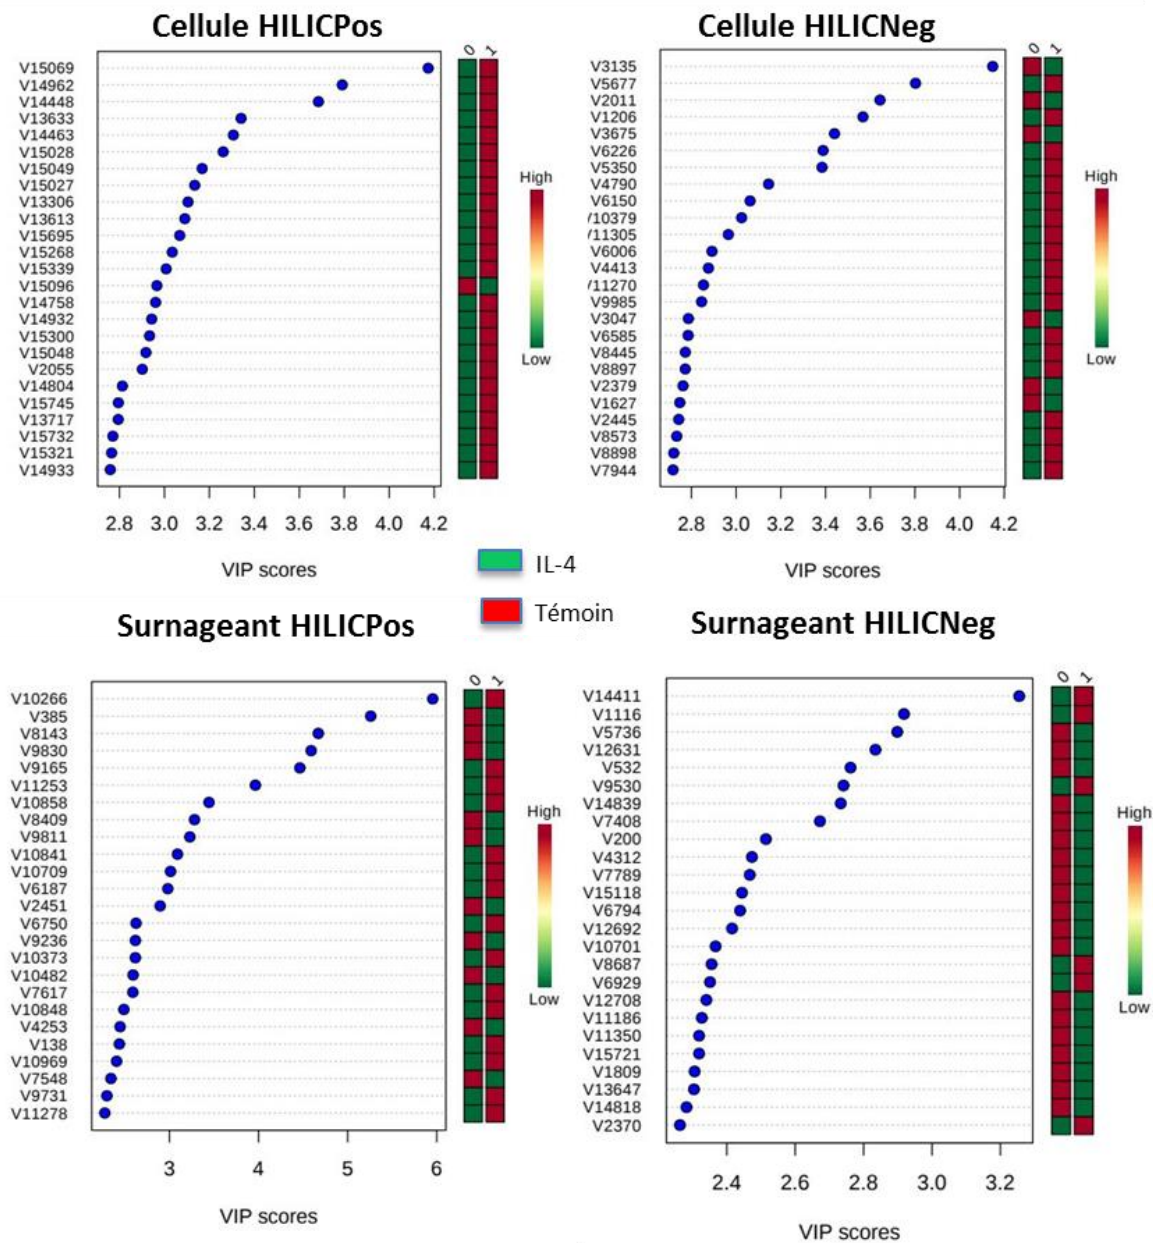 Cellule HILICPos
0 1
V15069
V14962
V14448
V13633
V14463
V15028
V15049
V15027
V13306
V13613
V15695
V15268
V15339
V15096
V14758
V14932
V15300
V15048
V2055
V14804
V15745
V13717
V15732
V15321
V14933
High
Low
2.8 3.0 3.2 3.4 3.6 3.8 4.0 4.2
VIP scores
Cellule HILICNeg
0 1
V3135
V5677
V2011
V1206
V3675
V6226
V5350
V4790
V6150
V10379
V11305
V6006
V4413
V11270
V9985
V3047
V6585
V8445
V8897
V2379
V1627
V2445
V8573
V8898
V7944
High
Low
2.8 3.0 3.2 3.4 3.6 3.8 4.0 4.2
VIP scores
IL-4
Témoin
Surnageant HILICPos
0 1
V10266
V385
V8143
V9830
V9165
V11253
V10858
V8409
V9811
V10841
V10709
V6187
V2451
V6750
V9236
V10373
V10482
V7617
V10848
V4253
V138
V10969
V7548
V9731
V11278
High
Low
3 4 5 6
VIP scores
Surnageant HILICNeg
0 1
V14411
V1116
V5736
V12631
V532
V9530
V14839
V7408
V200
V4312
V7789
V15118
V6794
V12692
V10701
V8687
V6929
V12708
V11186
V11350
V15721
V1809
V13647
V14818
V2370
High
Low
2.4 2.6 2.8 3.0 3.2
VIP scores